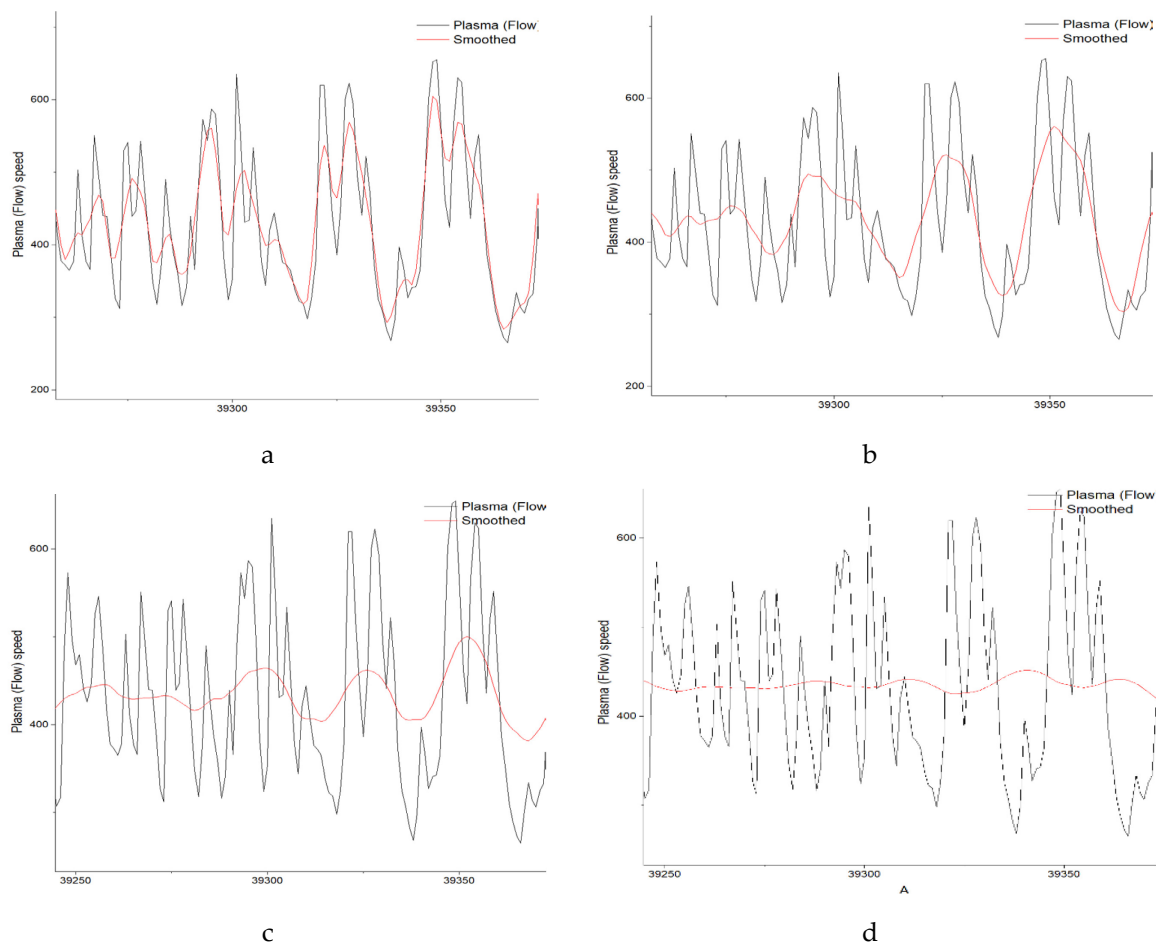 Plasma (Flow)
Smoothed
Plasma (Flow) speed
600
400
200
39300
39350
a
Plasma (Flow)
Smoothed
Plasma (Flow) speed
600
400
200
39300
39350
b
Plasma (Flow
Smoothed
Plasma (Flow) speed
600
400
39250
39300
39350
c
Plasma (Flow
Smoothed
Plasma (Flow) speed
600
400
39250
39300
39350
A
d